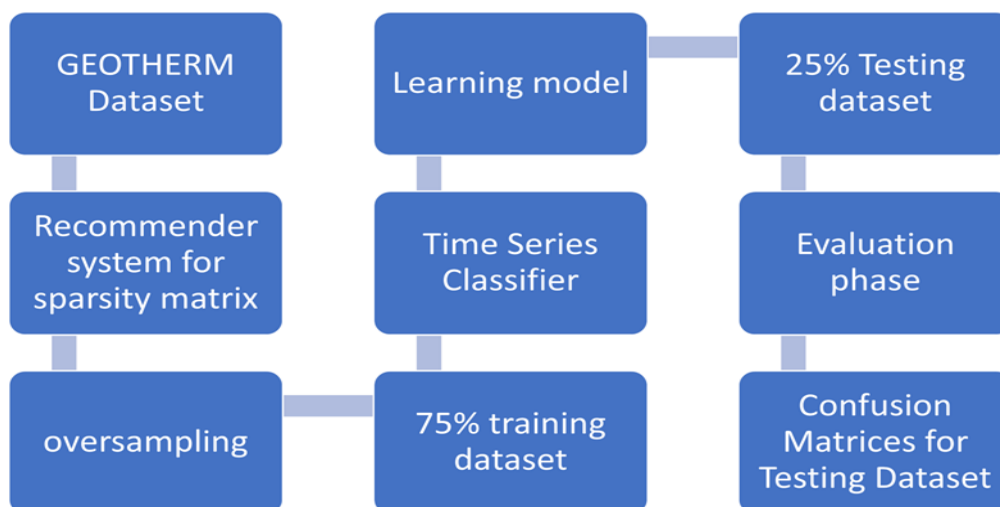 GEOTHERM
Dataset
Recommender
system for
sparsity matrix
oversampling
75% training
dataset
Time Series
Classifier
Learning model
25% Testing
dataset
Evaluation
phase
Confusion
Matrices for
Testing Dataset